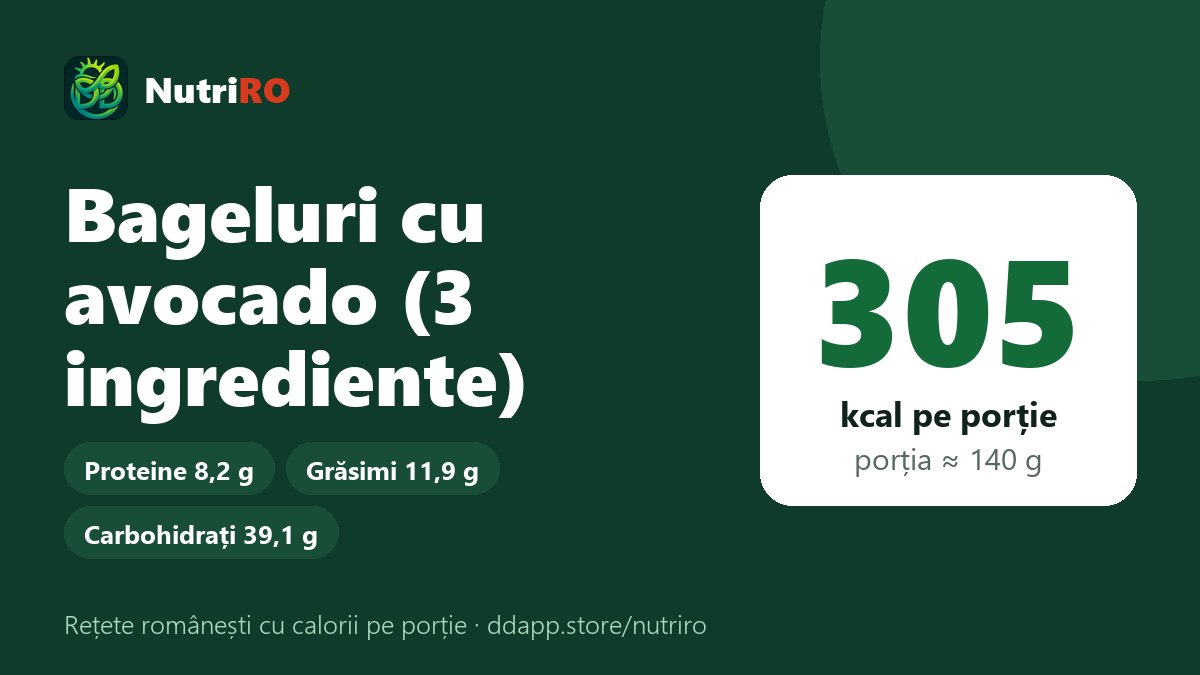 NutriRO
Bageluri cu
avocado (3
ingrediente)
Proteine 8,2 g
Grăsimi 11,9 g
Carbohidrați 39,1 g
305
kcal pe porție
porția ≈ 140 g
Rețete românești cu calorii pe porție · ddapp.store/nutriro